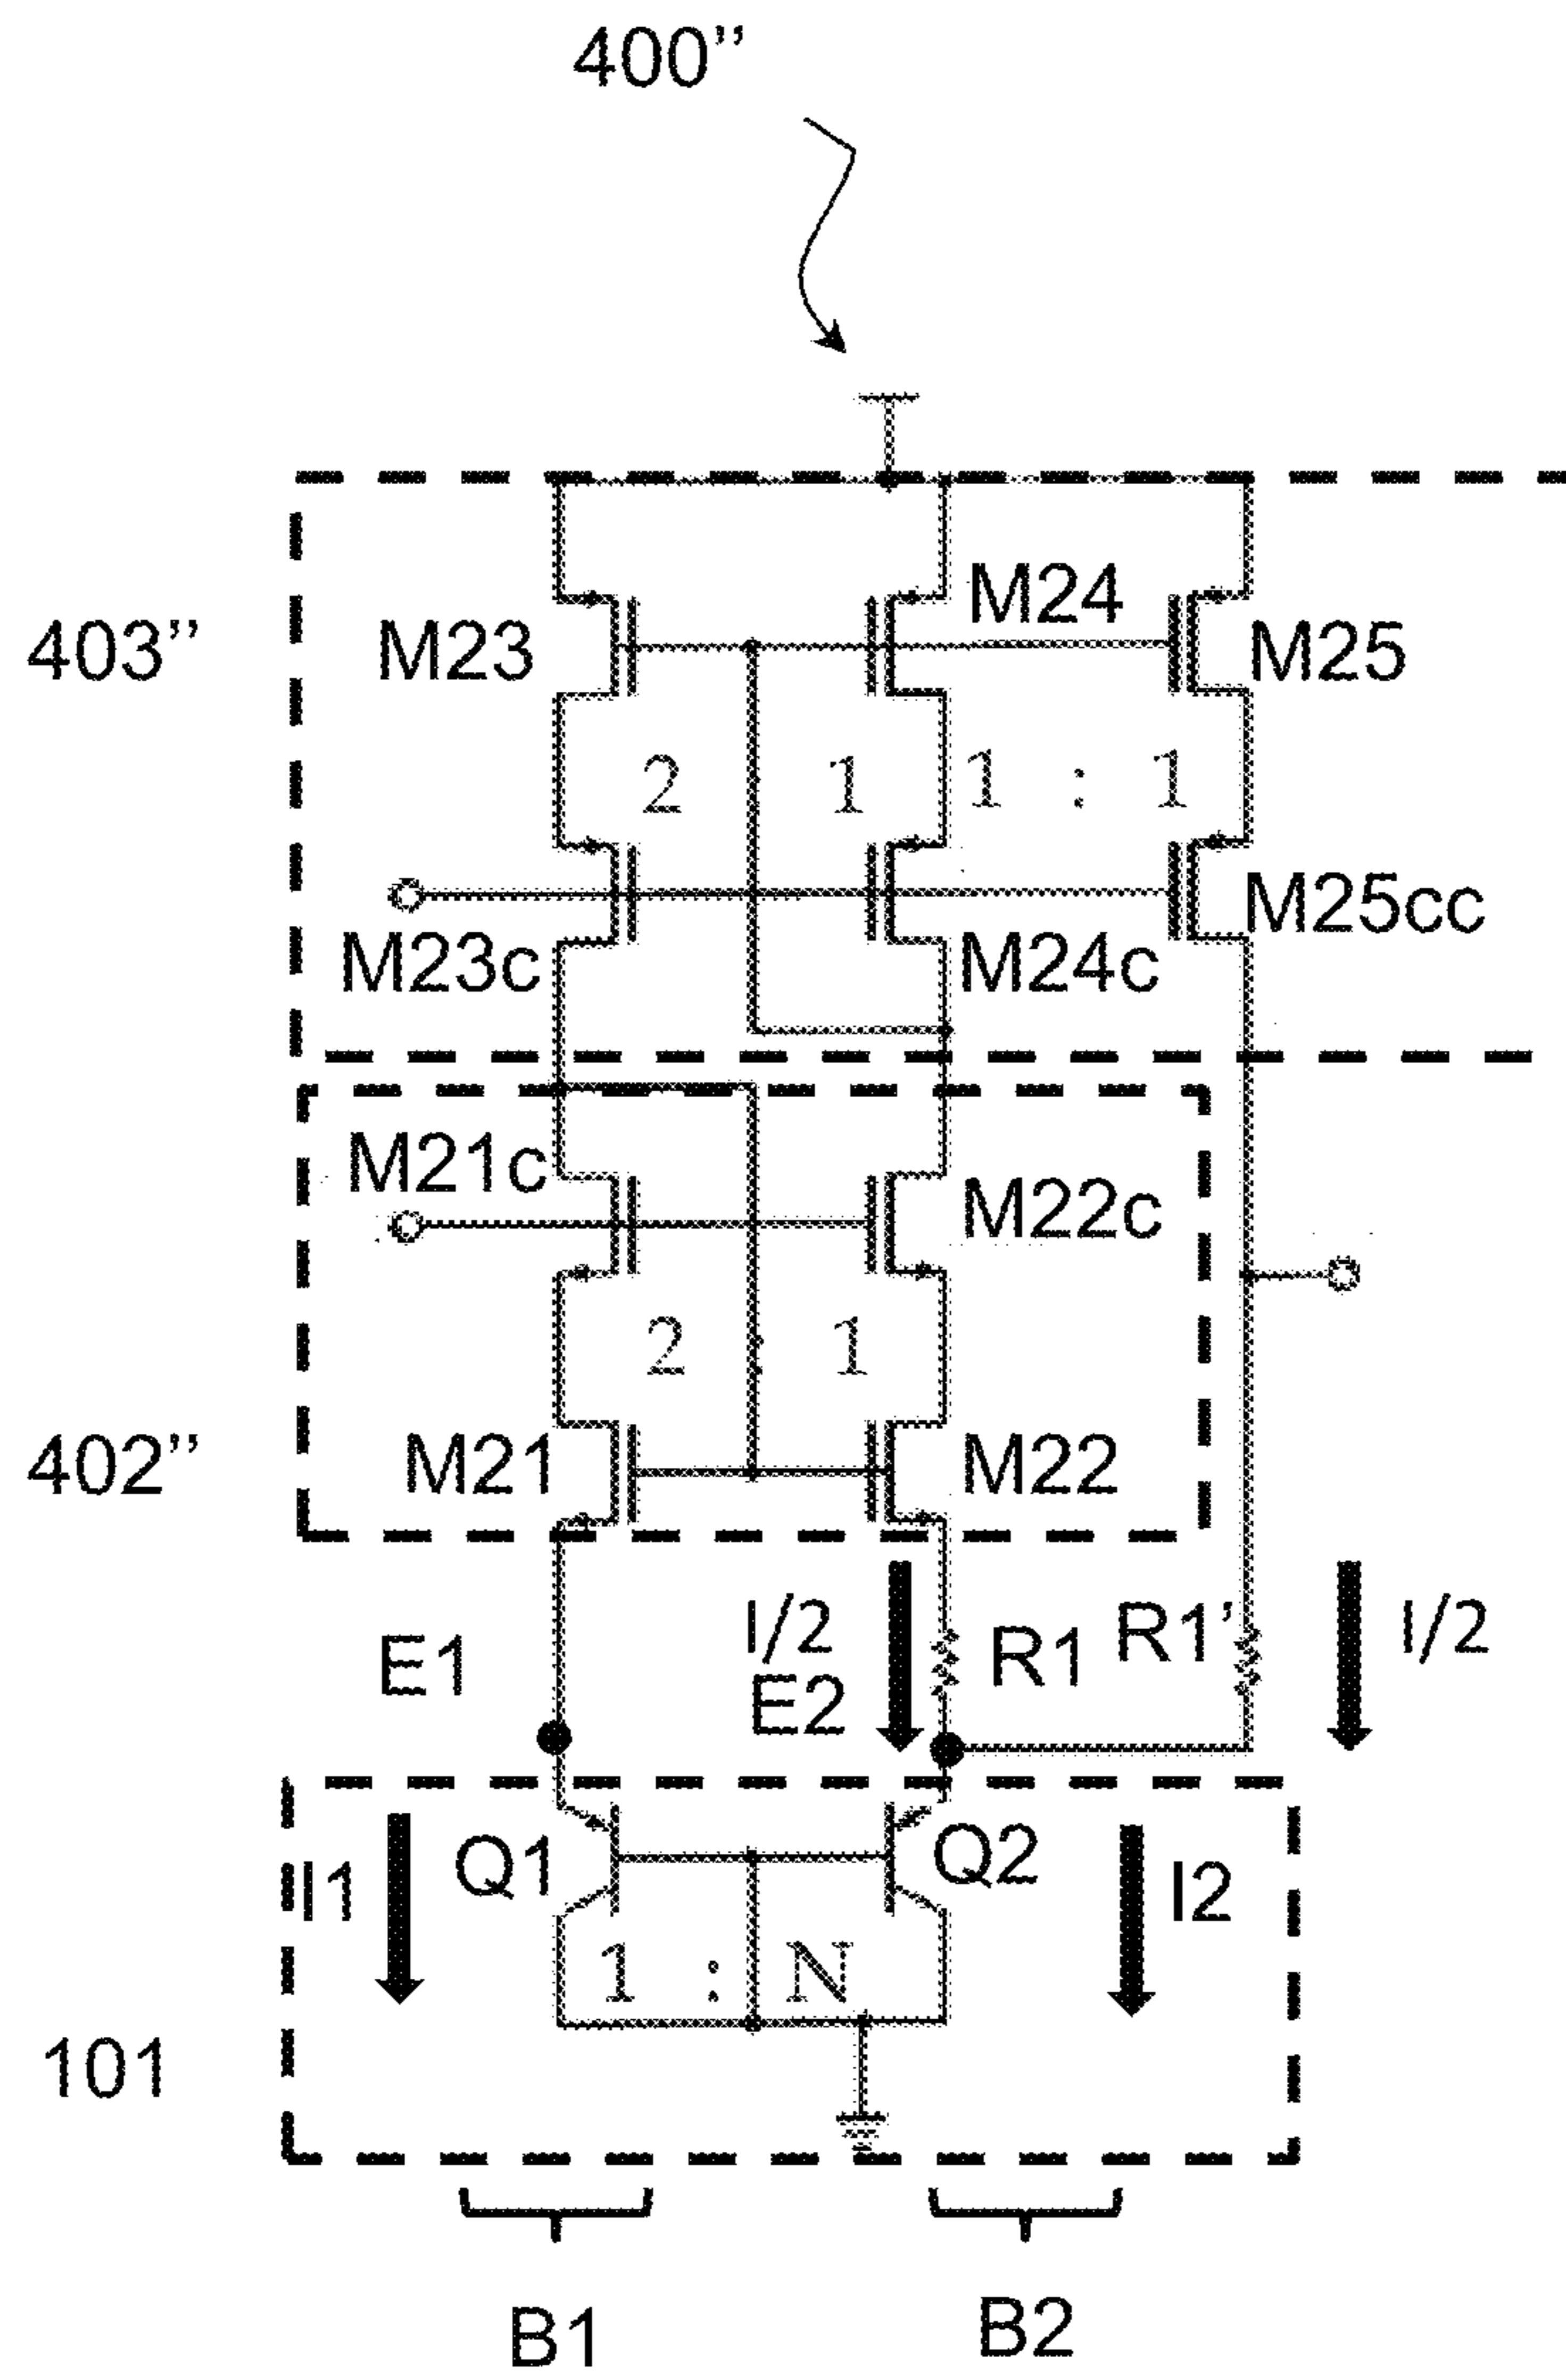 400”
M24
403” M23 M25
2 1 1 : 1
M25cc
M23c M24c
M21c
M22c
2 : 1
402” M21 M22
I/2 R1 R1’ I/2
E1 E2
Q1 Q2
I1 I2
1 : N
101
B1 B2